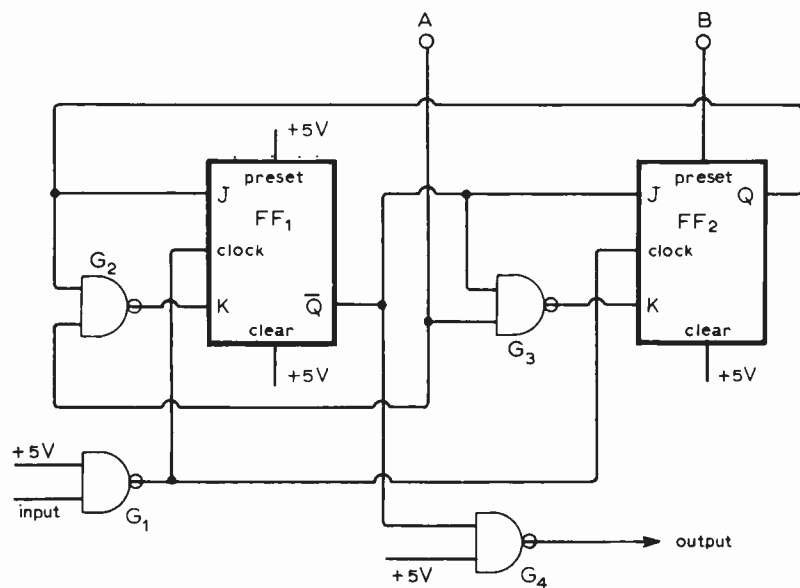 A
B
+5V
preset
J
FF₁
clock
K
Q̅
clear
+5V
G₂
preset
J
Q
FF₂
clock
K
clear
+5V
G₃
+5V
input
G₁
+5V
G₄
output